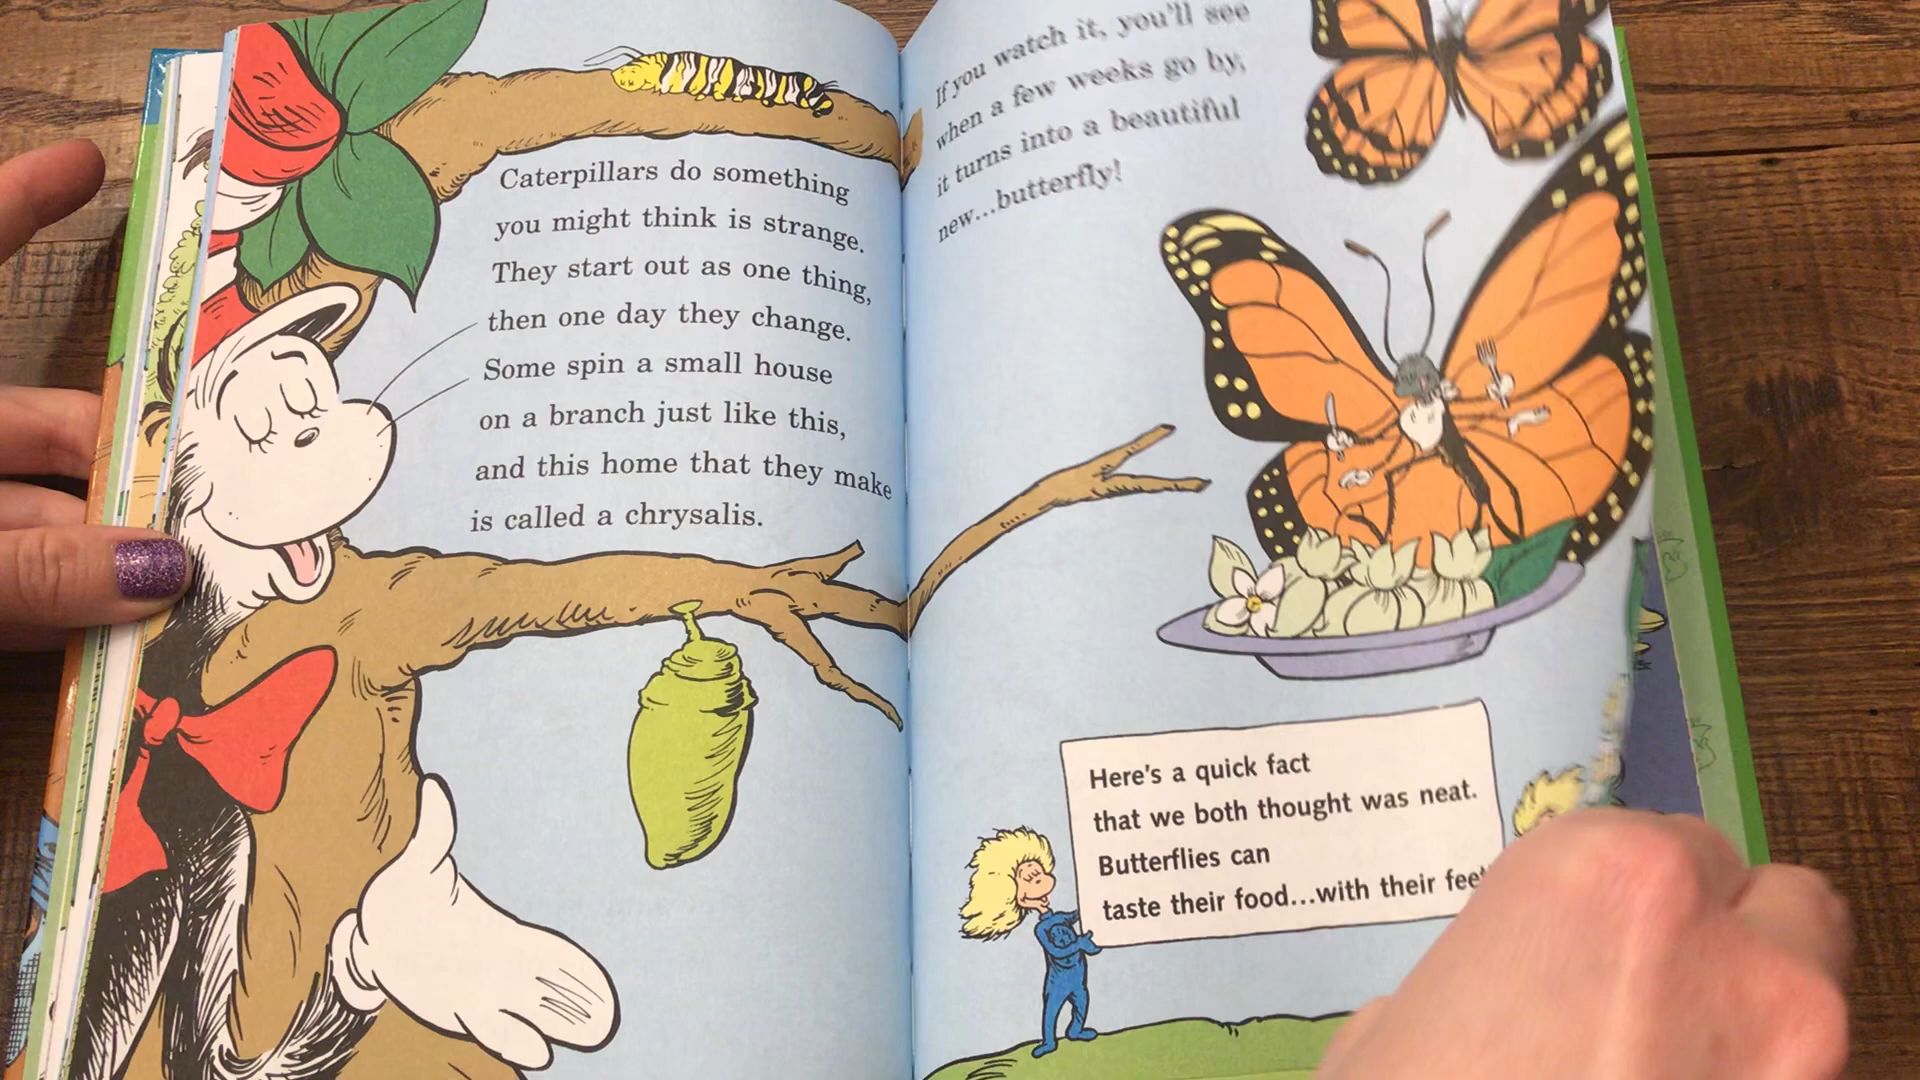 Caterpillars do something
you might think is strange.
They start out as one thing,
then one day they change.
Some spin a small house
on a branch just like this,
and this home that they make
is called a chrysalis.
If you watch it, you'll see
when a few weeks go by,
it turns into a beautiful
new...butterfly!
Here's a quick fact
that we both thought was neat.
Butterflies can
taste their food...with their feet